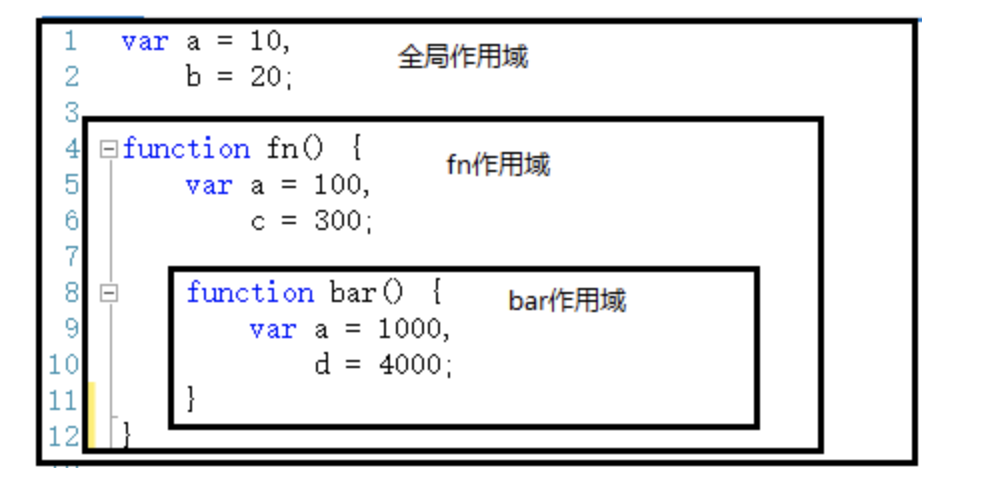 1 var a = 10, 全局作用域
2 b = 20;
3
4 function fn() { fn作用域
5 var a = 100,
6 c = 300;
7
8 function bar() { bar作用域
9 var a = 1000,
10 d = 4000;
11 }
12 }